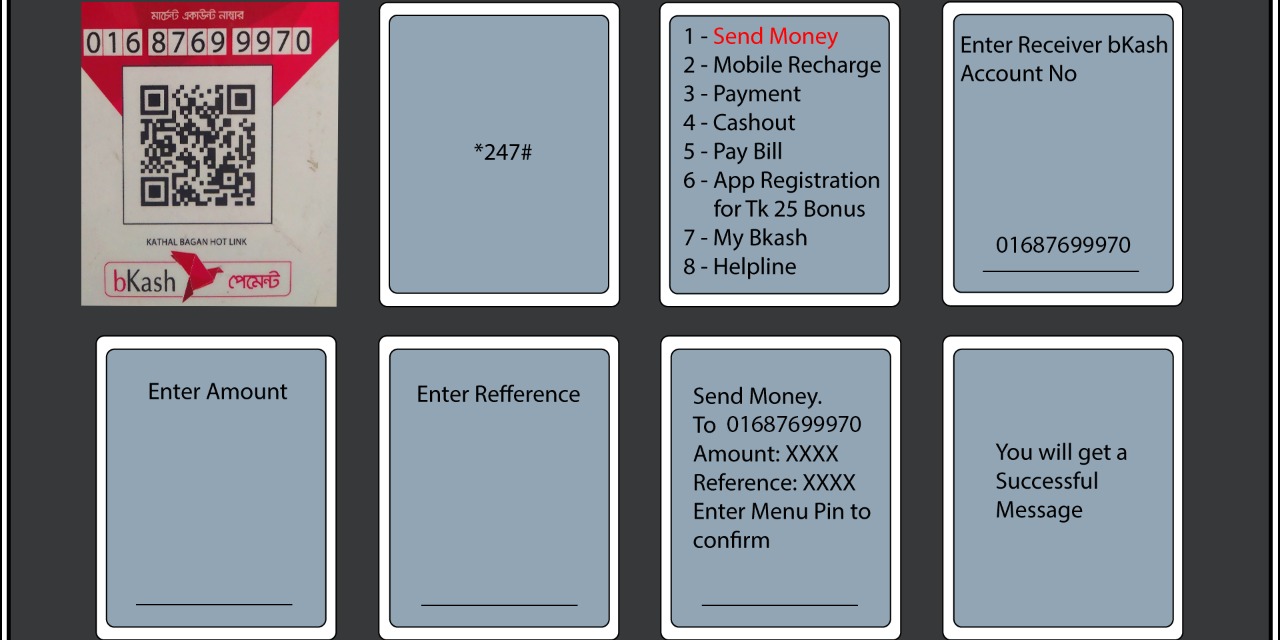 মার্চেন্ট একাউন্ট নাম্বার
01687699970
KATHAL BAGAN HOT LINK
bKash পেমেন্ট
*247#
1 - Send Money
2 - Mobile Recharge
3 - Payment
4 - Cashout
5 - Pay Bill
6 - App Registration
for Tk 25 Bonus
7 - My Bkash
8 - Helpline
Enter Receiver bKash
Account No
01687699970
Enter Amount
Enter Refference
Send Money.
To 01687699970
Amount: XXXX
Reference: XXXX
Enter Menu Pin to
confirm
You will get a
Successful
Message